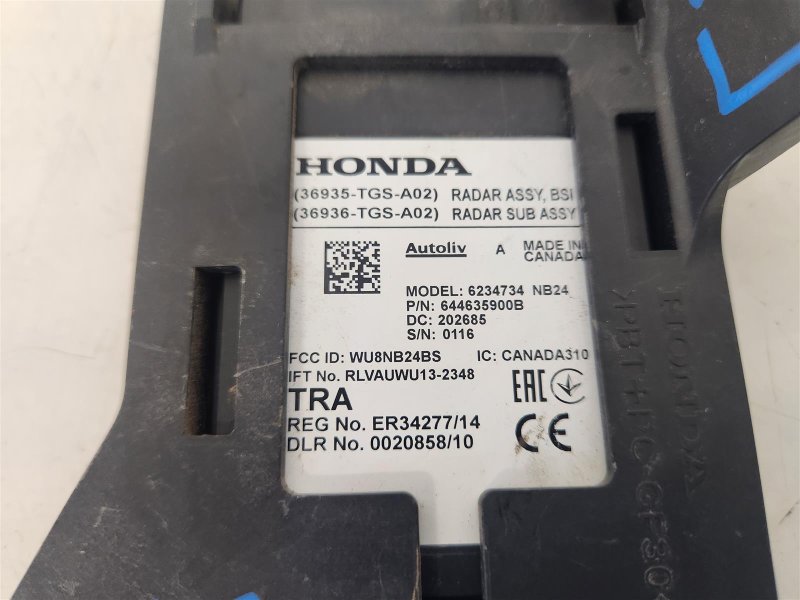 HONDA
(36935-TGS-A02) RADAR ASSY, BSI
(36936-TGS-A02) RADAR SUB ASSY
Autoliv A MADE IN CANADA
MODEL: 6234734 NB24
P/N: 644635900B
DC: 202685
S/N: 0116
FCC ID: WU8NB24BS IC: CANADA310
IFT No. RLVAUWU13-2348
TRA
REG No. ER34277/14
DLR No. 0020858/10
EAC
CE
HONDA